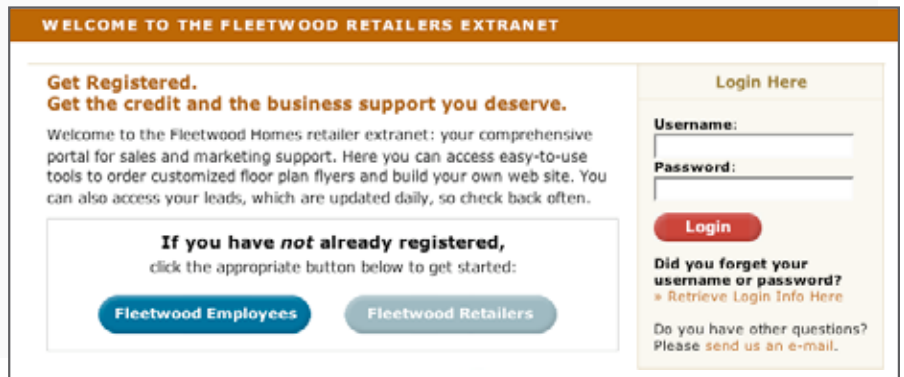 WELCOME TO THE FLEETWOOD RETAILERS EXTRANET
Get Registered.
Get the credit and the business support you deserve.
Welcome to the Fleetwood Homes retailer extranet: your comprehensive
portal for sales and marketing support. Here you can access easy-to-use
tools to order customized floor plan flyers and build your own web site. You
can also access your leads, which are updated daily, so check back often.
If you have not already registered,
click the appropriate button below to get started:
Fleetwood Employees
Fleetwood Retailers
Login Here
Username:
Password:
Login
Did you forget your
username or password?
» Retrieve Login Info Here
Do you have other questions?
Please send us an e-mail.